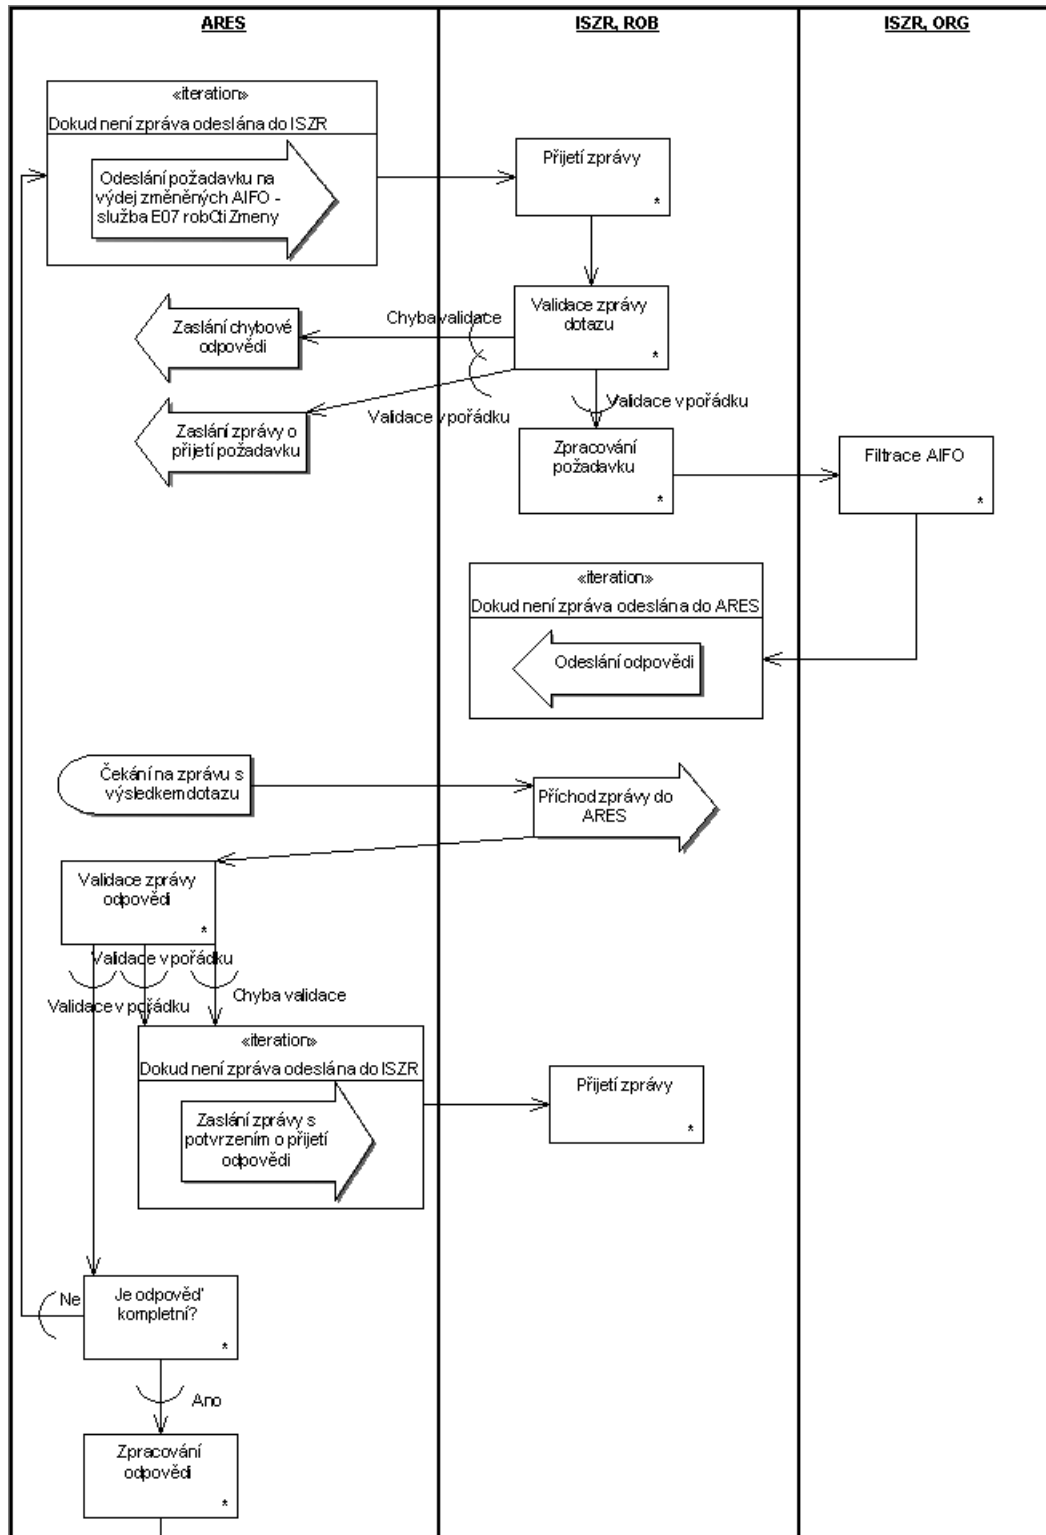 ARES
ISZR, ROB
ISZR, ORG
«iteration»
Dokud není zpráva odeslána do ISZR
Odeslání požadavku na
výdej změněných AIFO -
služba E07 robCtiZmeny
Přijetí zprávy
*
Validace zprávy
dotazu
*
Chyba validace
Zaslání chybové
odpovědi
Validace v pořádku
Validace v pořádku
Zaslání zprávy o
přijetí požadavku
Zpracování
požadavku
*
Filtrace AIFO
*
«iteration»
Dokud není zpráva odeslána do ARES
Odeslání odpovědi
Čekání na zprávu s
výsledkem dotazu
Příchod zprávy do
ARES
Validace zprávy
odpovědi
*
Validace v pořádku
Validace v pořádku
Chyba validace
«iteration»
Dokud není zpráva odeslána do ISZR
Zaslání zprávy s
potvrzením o přijetí
odpovědi
Přijetí zprávy
*
Je odpověď
kompletní?
*
Ne
Ano
Zpracování
odpovědi
*